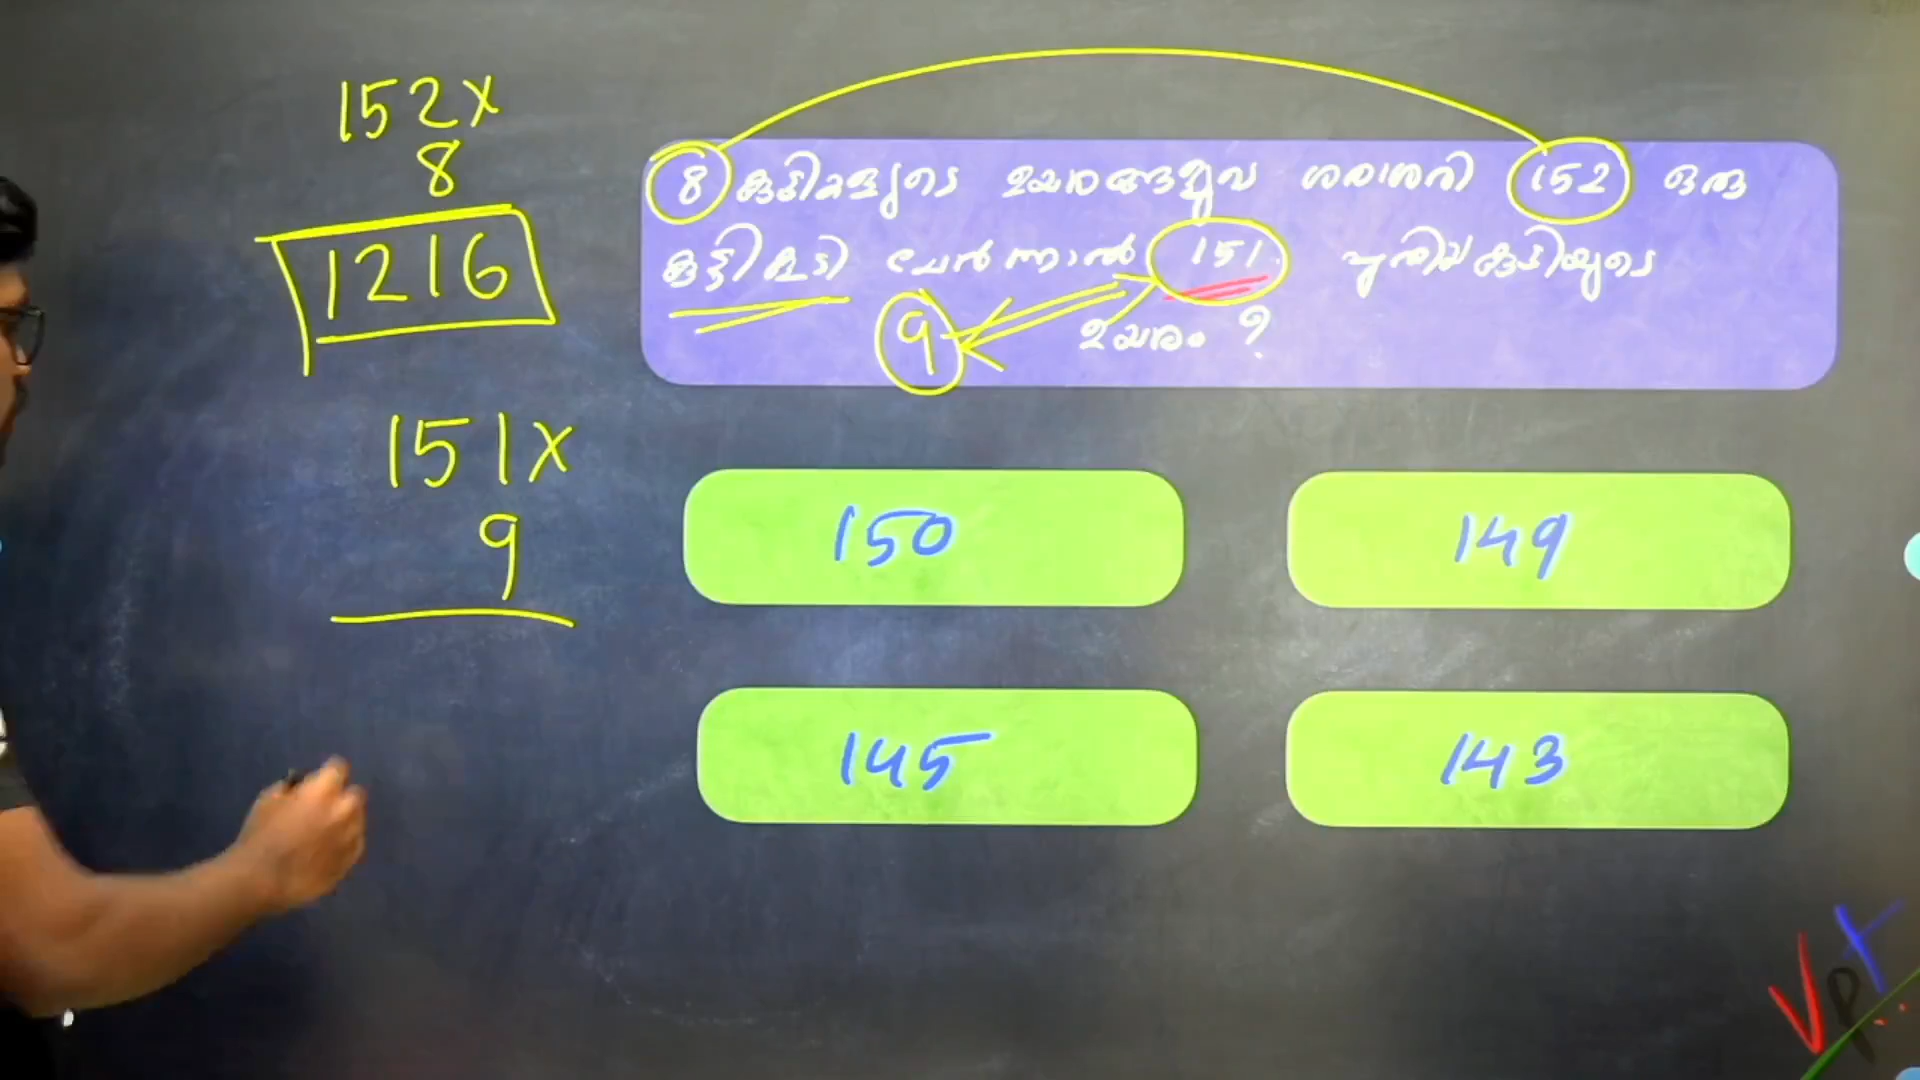 152x
8
1216
8 കുട്ടികളുടെ ഉയരങ്ങളുടെ ശരാശരി 152 ഒരു
കുട്ടി കൂടി ചേർന്നാൽ 151. പുതിയ കുട്ടിയുടെ
ഉയരം ?
9
151x
9
150
149
145
143
VPX